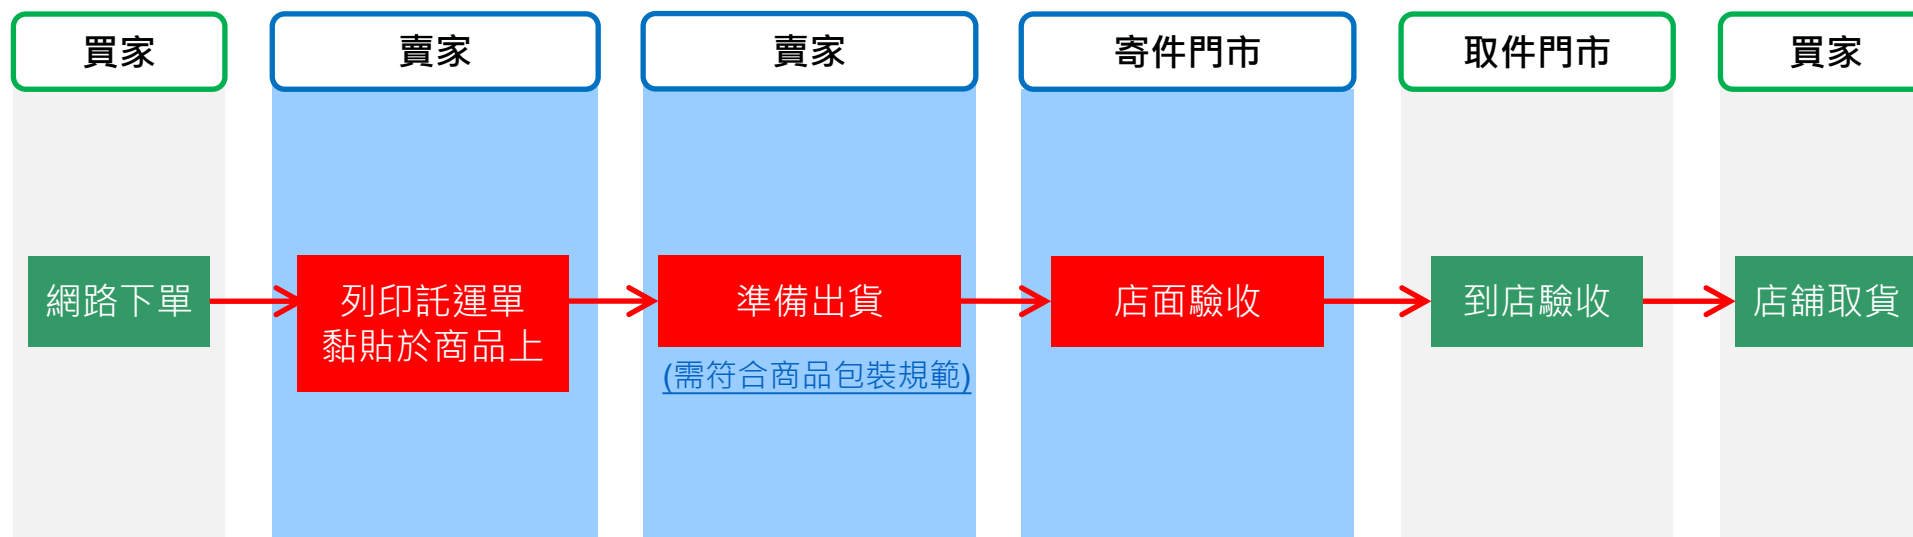 買家
賣家
賣家
寄件門市
取件門市
買家
網路下單
列印託運單
黏貼於商品上
準備出貨
(需符合商品包裝規範)
店面驗收
到店驗收
店舖取貨